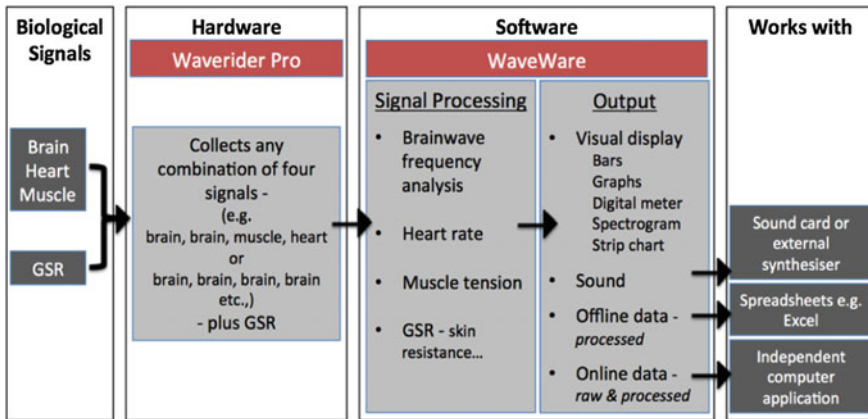 Biological
Signals
Brain
Heart
Muscle
GSR
Hardware
Waverider Pro
Collects any
combination of four
signals -
(e.g.
brain, brain, muscle, heart
or
brain, brain, brain, brain
etc.,)
- plus GSR
Software
WaveWare
Signal Processing
• Brainwave
frequency
analysis
• Heart rate
• Muscle tension
• GSR - skin
resistance...
Output
• Visual display
Bars
Graphs
Digital meter
Spectrogram
Strip chart
• Sound
• Offline data -
processed
• Online data -
raw & processed
Works with
Sound card or
external
synthesiser
Spreadsheets e.g.
Excel
Independent
computer
application